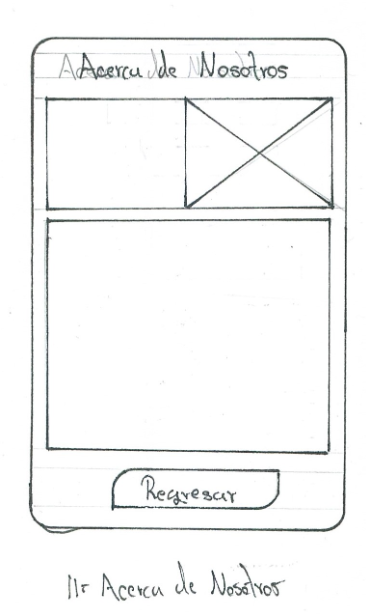 Acerca de Nosotros
Regresar
11= Acerca de Nosotros